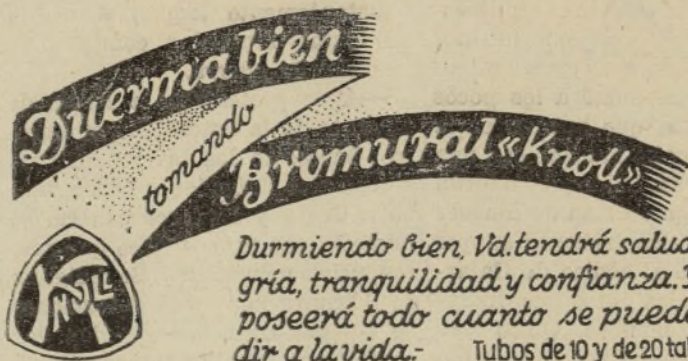 Duerma bien
tomando
Bromural «Knoll»
KNOLL
Durmiendo bien, Vd. tendrá salud
gría, tranquilidad y confianza.
poseerá todo cuanto se puede
dir a la vida.- Tubos de 10 y de 20